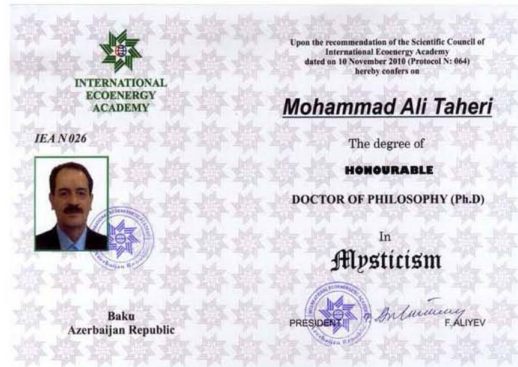 INTERNATIONAL
ECOENERGY
ACADEMY
IEA N 026
Baku
Azerbaijan Republic
Upon the recommendation of the Scientific Council of
International Ecoenergy Academy
dated on 10 November 2010 (Protocol N: 064)
hereby confers on
Mohammad Ali Taheri
The degree of
HONOURABLE
DOCTOR OF PHILOSOPHY (Ph.D)
In
Mysticism
PRESIDENT F. ALIYEV